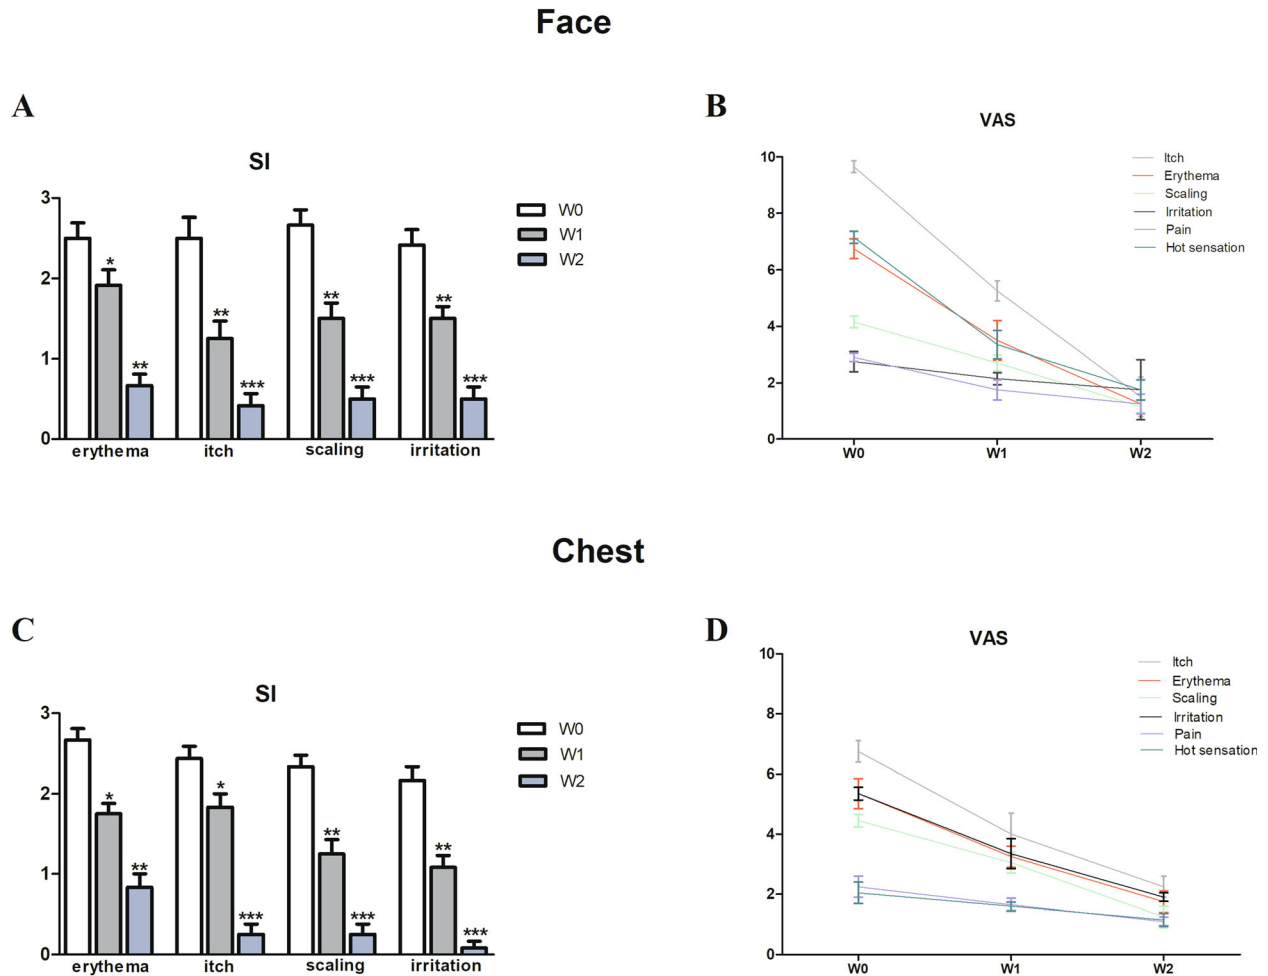 Face
A
SI
3
2
1
0
* ** ** *** ** *** ** ***
erythema itch scaling irritation
W0
W1
W2
B
VAS
10
8
6
4
2
0
W0 W1 W2
Itch
Erythema
Scaling
Irritation
Pain
Hot sensation
Chest
C
SI
3
2
1
0
* ** * *** ** *** ** ***
erythema itch scaling irritation
W0
W1
W2
D
VAS
10
8
6
4
2
0
W0 W1 W2
Itch
Erythema
Scaling
Irritation
Pain
Hot sensation